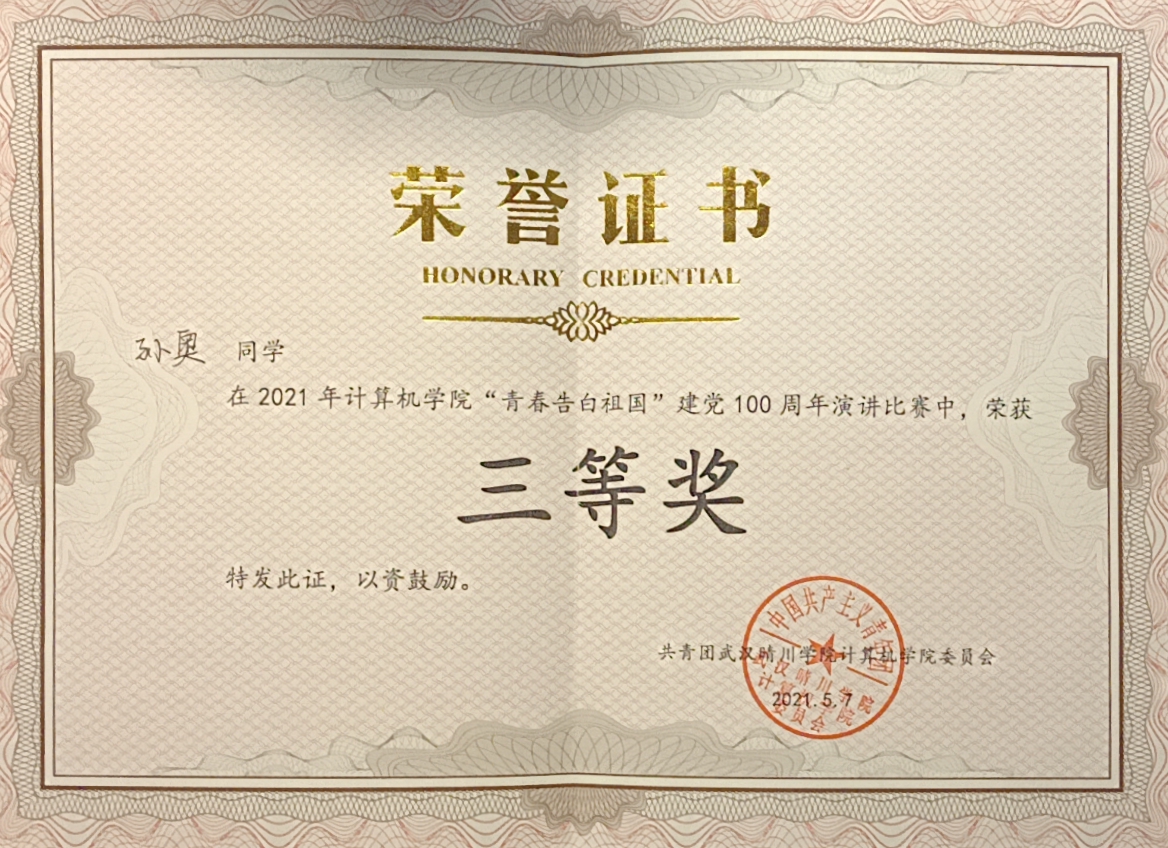 荣誉证书
HONORARY CREDENTIAL
孙奥 同学
在 2021 年计算机学院“青春告白祖国”建党 100 周年演讲比赛中，荣获
三等奖
特发此证，以资鼓励。
共青团武汉晴川学院计算机学院委员会
2021.5.7
中国共产主义青年团
武汉晴川学院
计算机学院
委员会